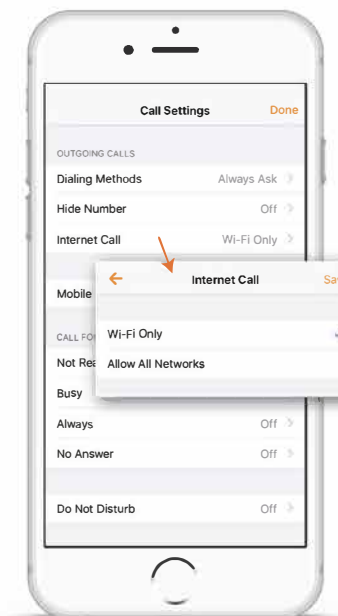 Call Settings Done
OUTGOING CALLS
Dialing Methods Always Ask
Hide Number Off
Internet Call Wi-Fi Only
Internet Call
Mobile
Wi-Fi Only
Allow All Networks
Busy
Always Off
No Answer Off
Do Not Disturb Off